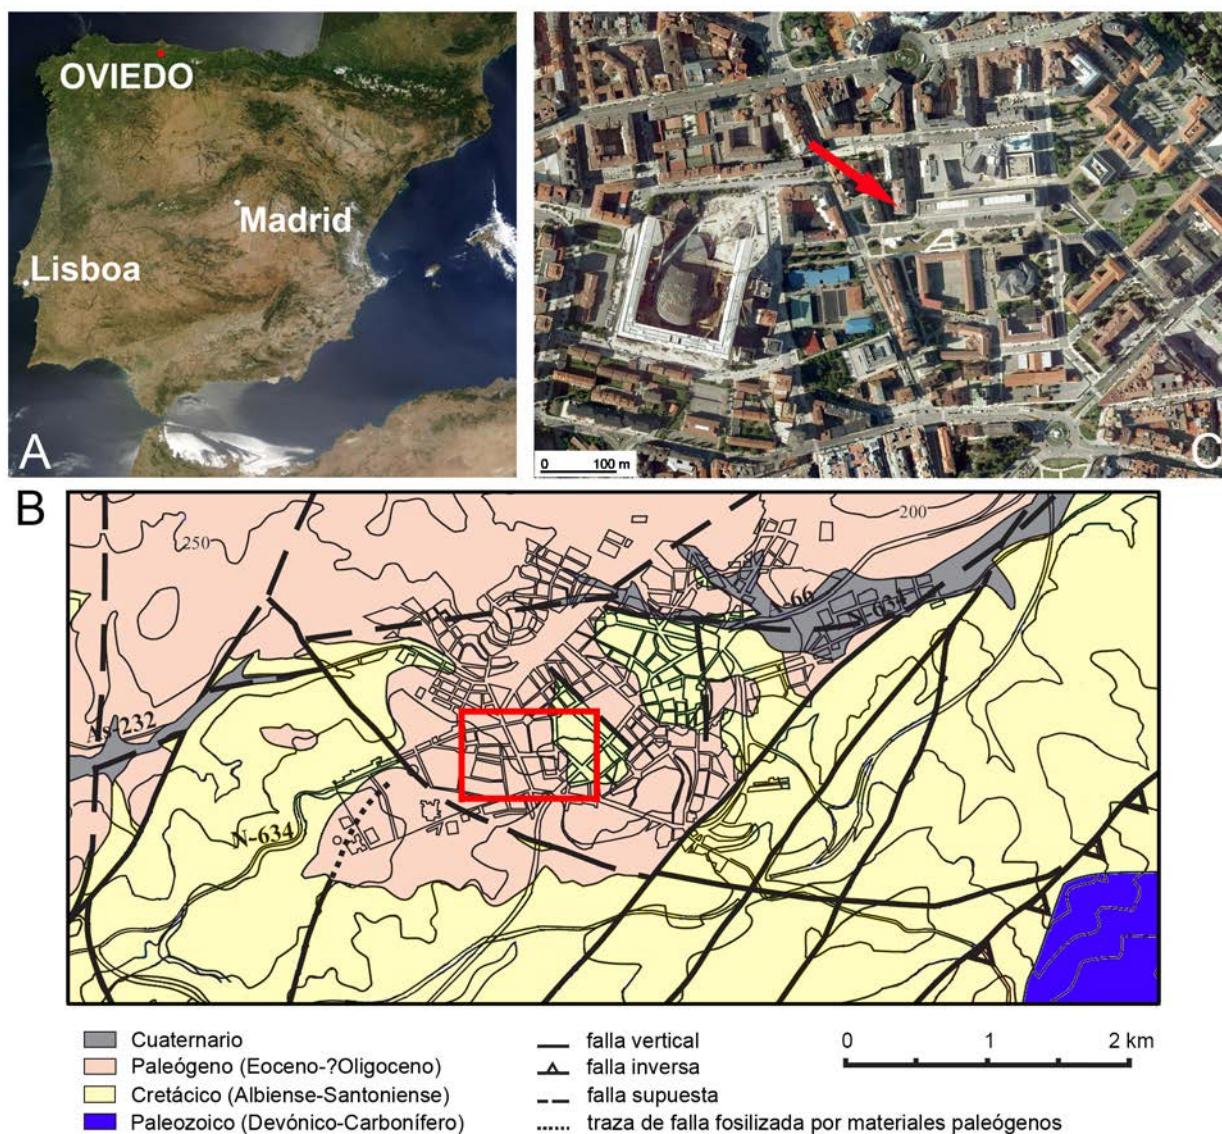 OVIEDO
Madrid
Lisboa
A
0 100 m
C
B
250
200
66
N-634
As-232
N-634
Cuaternario
Paleógeno (Eoceno-?Oligoceno)
Cretácico (Albiense-Santoniense)
Paleozoico (Devónico-Carbonífero)
falla vertical
falla inversa
falla supuesta
traza de falla fosilizada por materiales paleógenos
0 1 2 km